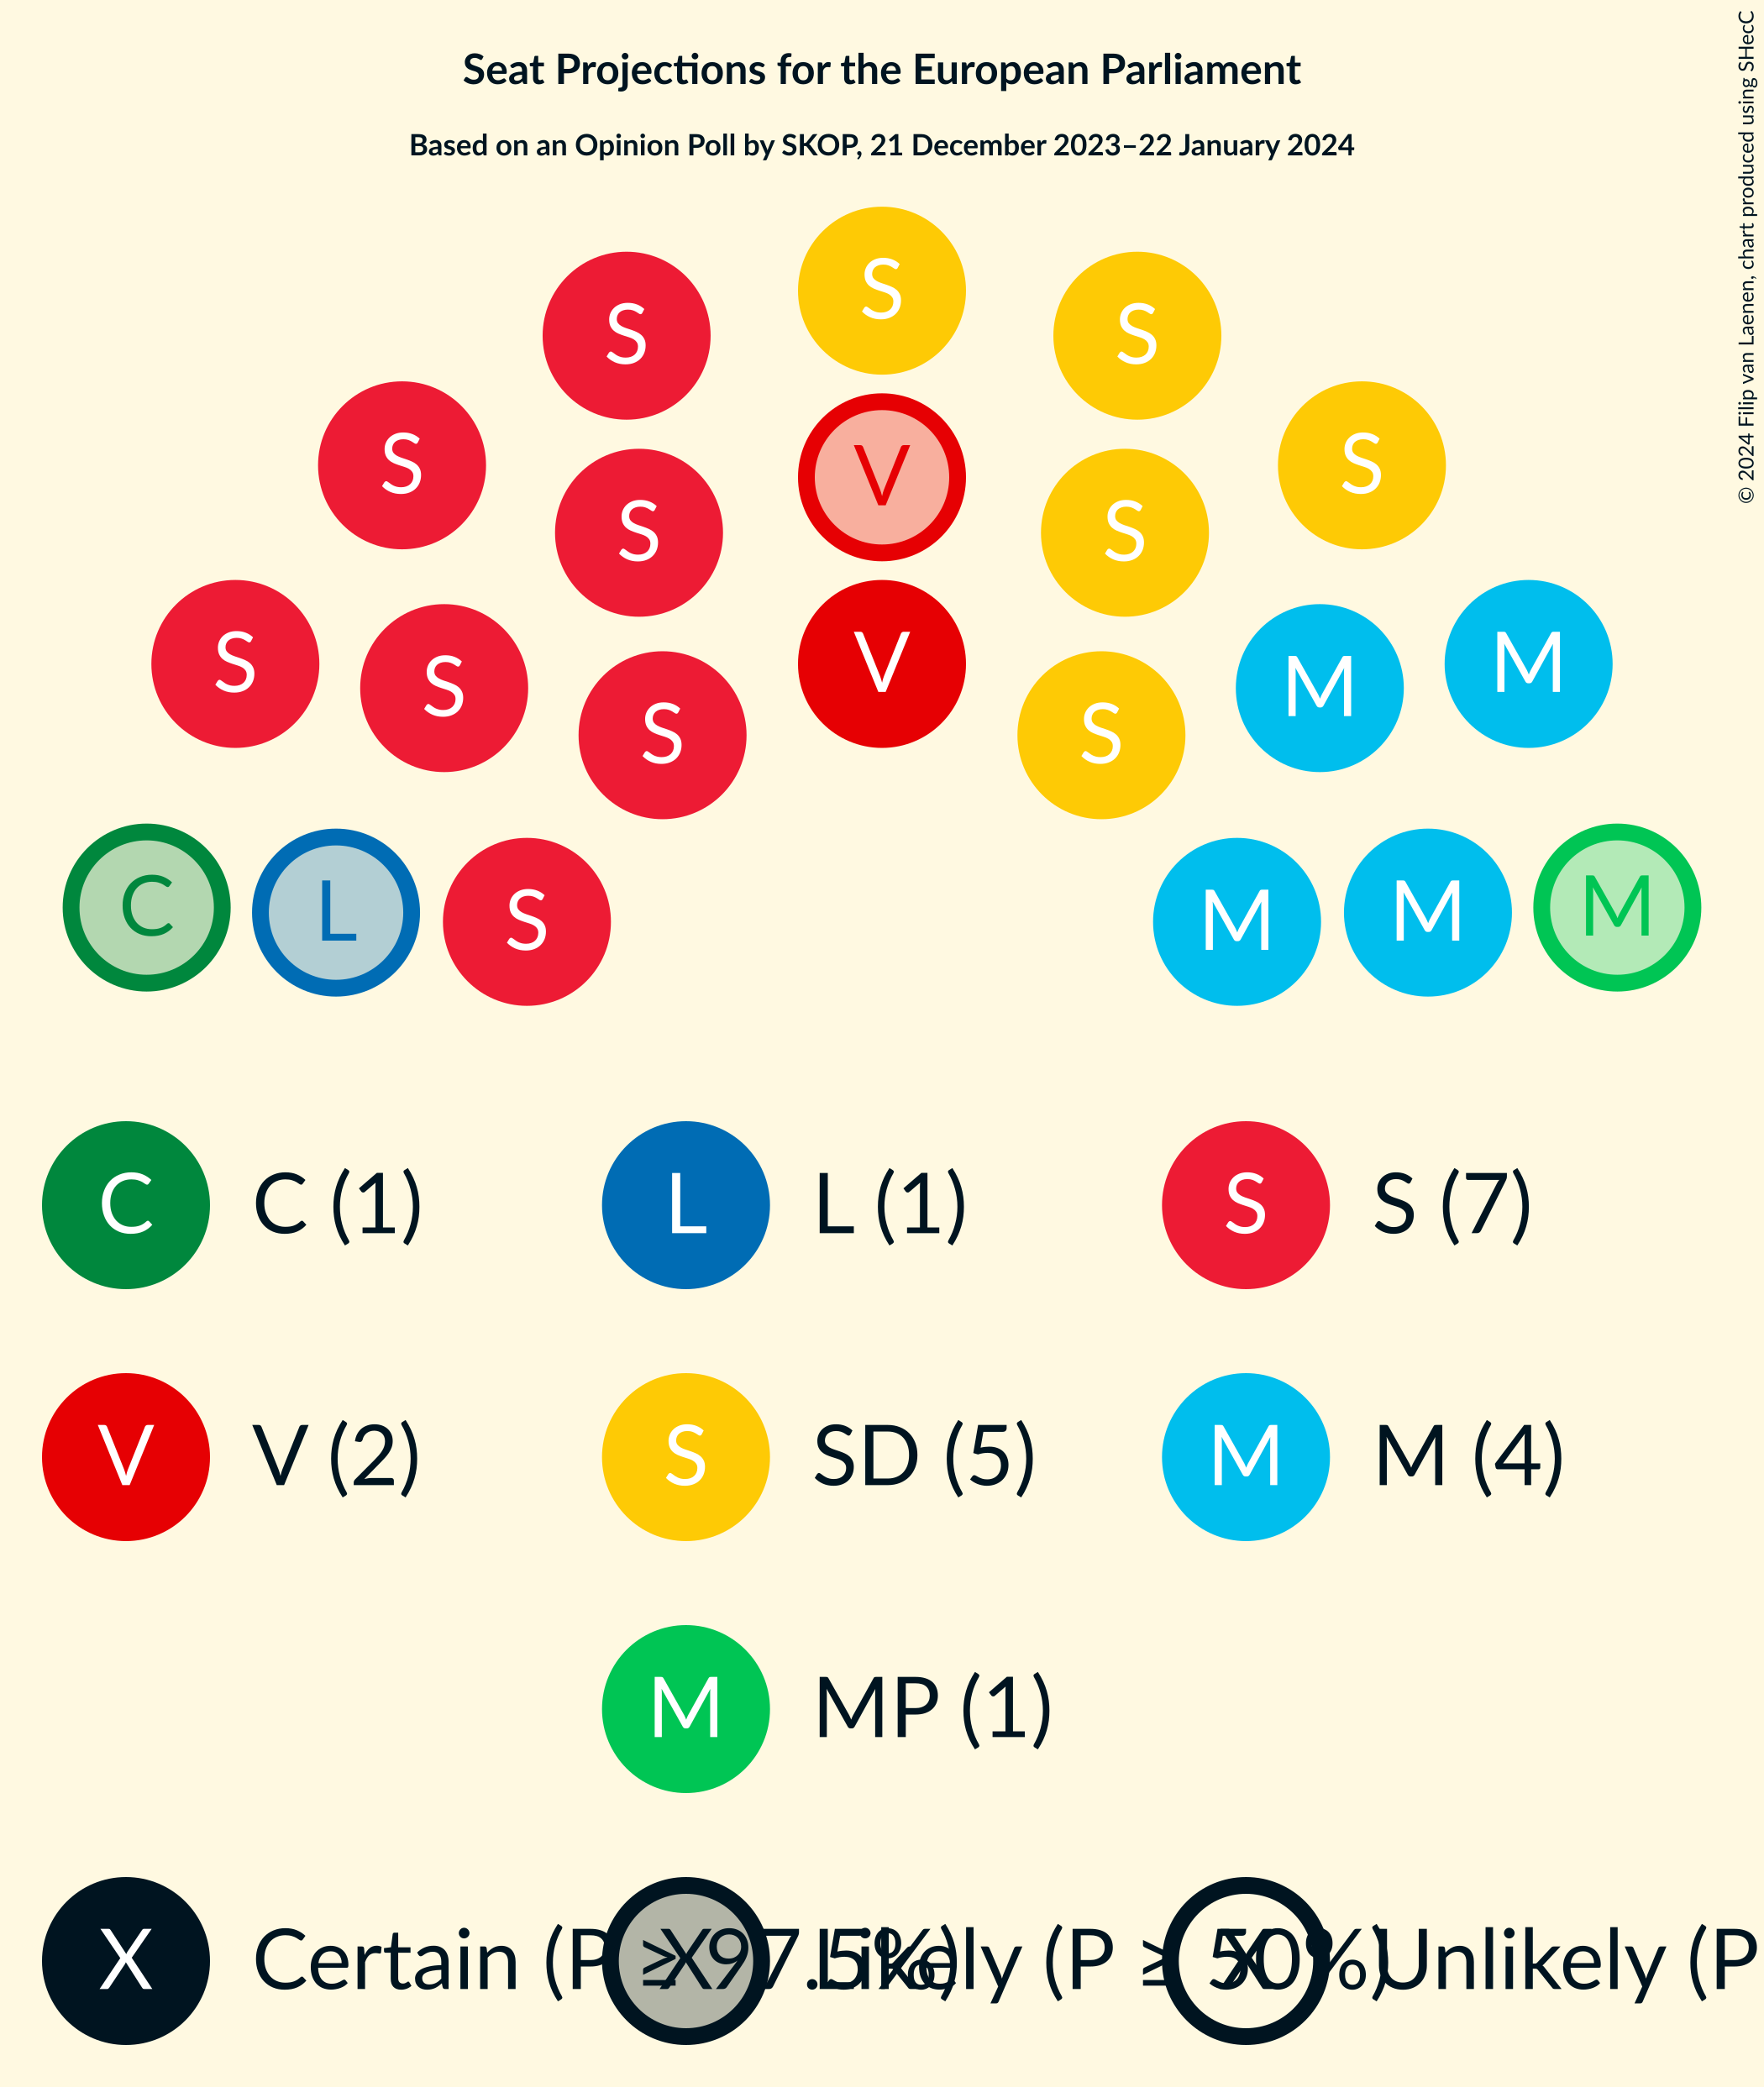 Seat Projections for the European Parliament
Based on an Opinion Poll by SKOP, 21 December 2023–22 January 2024
© 2024 Filip van Laenen, chart produced using SHecC
S
S S
S S
V
S S
S S
S M
V
S M
S S
C M
L M
S M
C C (1) L L (1) S S (7)
V V (2) S SD (5) M M (4)
M MP (1)
X Certain (P ≥ 97.5%) X Likely (P ≥ 50%) X Unlikely (P